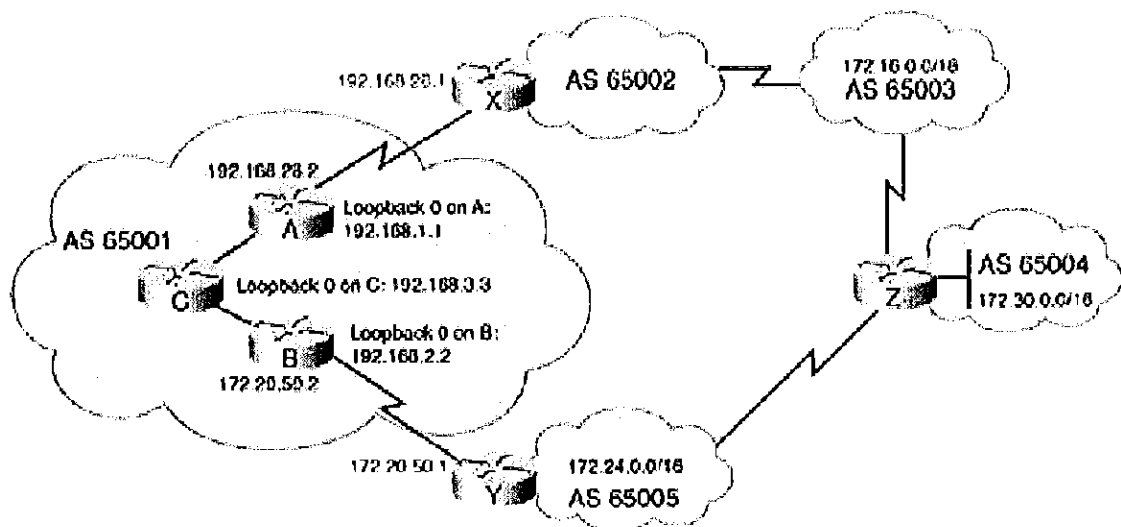 192.168.28.1
X
AS 65002
172.16.0.0/16
AS 65003
192.168.28.2
A
Loopback 0 on A:
192.168.1.1
AS 65001
C
Loopback 0 on C: 192.168.3.3
B
Loopback 0 on B:
192.168.2.2
172.20.50.2
Z
AS 65004
172.30.0.0/16
172.20.50.1
Y
172.24.0.0/16
AS 65005